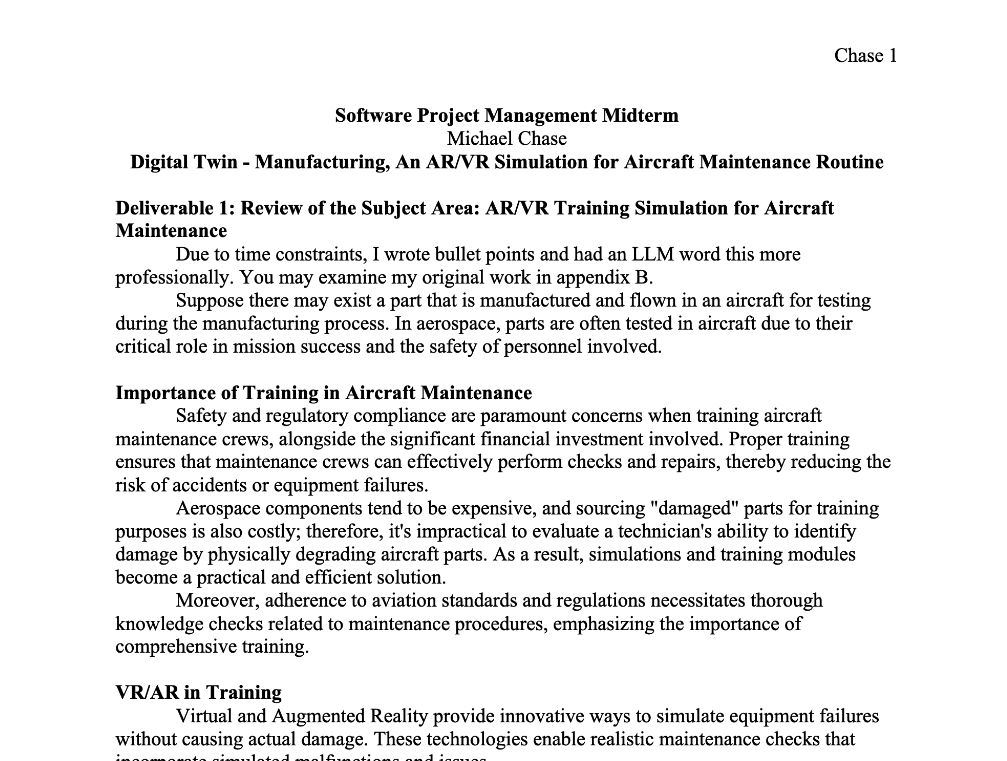 Chase 1
Software Project Management Midterm
Michael Chase
Digital Twin - Manufacturing, An AR/VR Simulation for Aircraft Maintenance Routine
Deliverable 1: Review of the Subject Area: AR/VR Training Simulation for Aircraft
Maintenance
Due to time constraints, I wrote bullet points and had an LLM word this more
professionally. You may examine my original work in appendix B.
Suppose there may exist a part that is manufactured and flown in an aircraft for testing
during the manufacturing process. In aerospace, parts are often tested in aircraft due to their
critical role in mission success and the safety of personnel involved.
Importance of Training in Aircraft Maintenance
Safety and regulatory compliance are paramount concerns when training aircraft
maintenance crews, alongside the significant financial investment involved. Proper training
ensures that maintenance crews can effectively perform checks and repairs, thereby reducing the
risk of accidents or equipment failures.
Aerospace components tend to be expensive, and sourcing "damaged" parts for training
purposes is also costly; therefore, it's impractical to evaluate a technician's ability to identify
damage by physically degrading aircraft parts. As a result, simulations and training modules
become a practical and efficient solution.
Moreover, adherence to aviation standards and regulations necessitates thorough
knowledge checks related to maintenance procedures, emphasizing the importance of
comprehensive training.
VR/AR in Training
Virtual and Augmented Reality provide innovative ways to simulate equipment failures
without causing actual damage. These technologies enable realistic maintenance checks that
incorporate simulated malfunctions and issues.